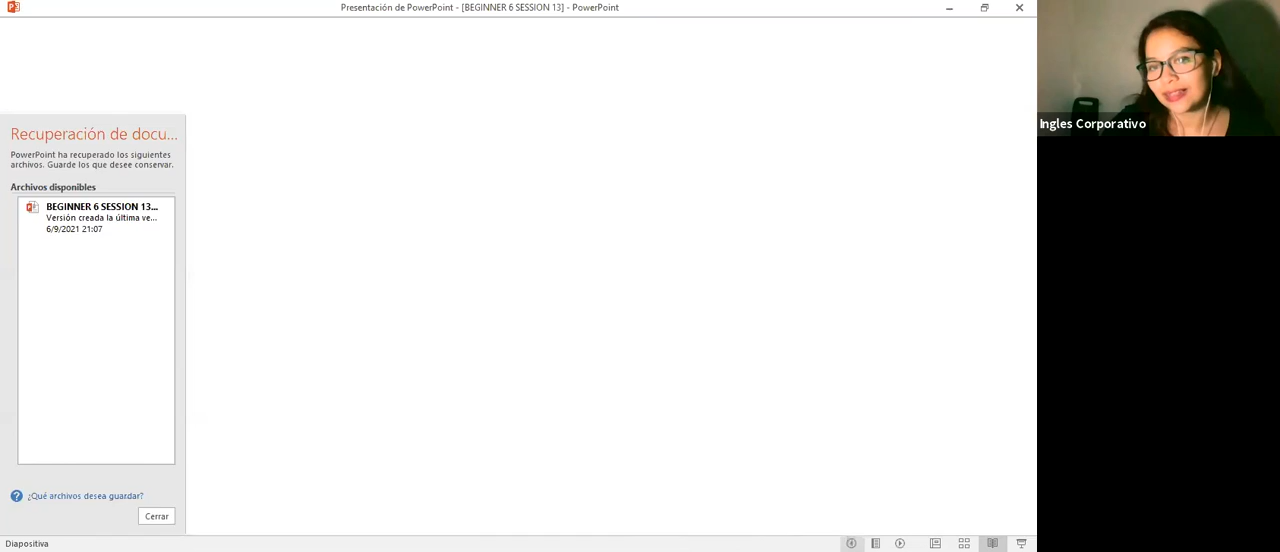 Presentación de PowerPoint - [BEGINNER 6 SESSION 13] - PowerPoint
Ingles Corporativo
Recuperación de docu...
PowerPoint ha recuperado los siguientes
archivos. Guarde los que desee conservar.
Archivos disponibles
BEGINNER 6 SESSION 13...
Versión creada la última ve...
6/9/2021 21:07
¿Qué archivos desea guardar?
Cerrar
Diapositiva